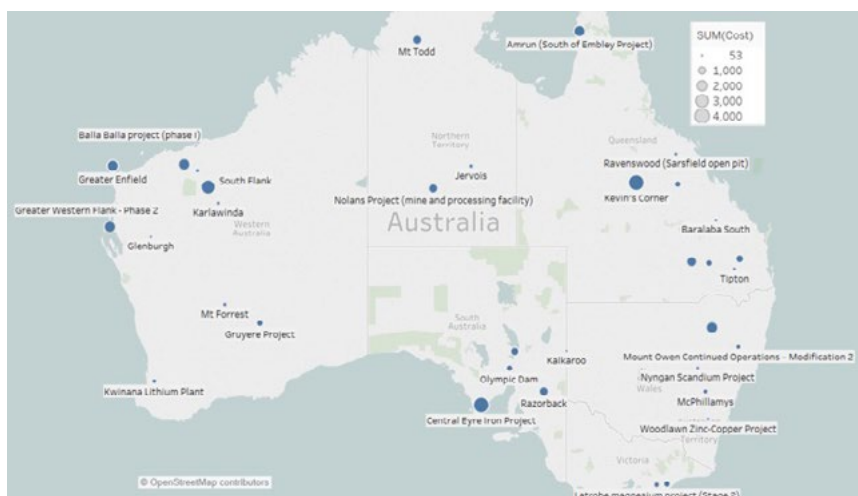 SUM(Cost)
53
1,000
2,000
3,000
4,000
Mt Todd
Amrun (South of Embley Project)
Northern
Territory
Queensland
Balla Balla project (phase I)
Greater Enfield
South Flank
Jervois
Ravenswood (Sarsfield open pit)
Karlawinda
Nolans Project (mine and processing facility)
Kevin's Corner
Greater Western Flank - Phase 2
Western
Australia
Australia
Glenburgh
Baralaba South
Tipton
Mt Forrest
Gruyere Project
South
Australia
Kalkaroo
Mount Owen Continued Operations - Modification 2
Olympic Dam
Nyngan Scandium Project
Wales
Kwinana Lithium Plant
Razorback
McPhillamys
Central Eyre Iron Project
Woodlawn Zinc-Copper Project
Territory
Victoria
© OpenStreetMap contributors
Latrobe magnesium project (Stage 2)